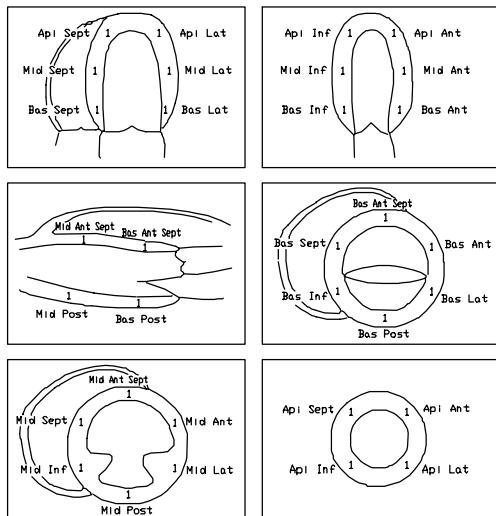 Api Sept 1 1 Api Lat
Mid Sept 1 1 Mid Lat
Bas Sept 1 1 Bas Lat
Api Inf 1 1 Api Ant
Mid Inf 1 1 Mid Ant
Bas Inf 1 1 Bas Ant
Mid Ant Sept
1
Bas Ant Sept
1
1
Mid Post
1
Bas Post
Bas Ant Sept
1
Bas Sept 1 1 Bas Ant
Bas Inf 1 1 Bas Lat
1
Bas Post
Mid Ant Sept
1
Mid Sept 1 1 Mid Ant
Mid Inf 1 1 Mid Lat
1
Mid Post
Api Sept 1 1 Api Ant
Api Inf 1 1 Api Lat